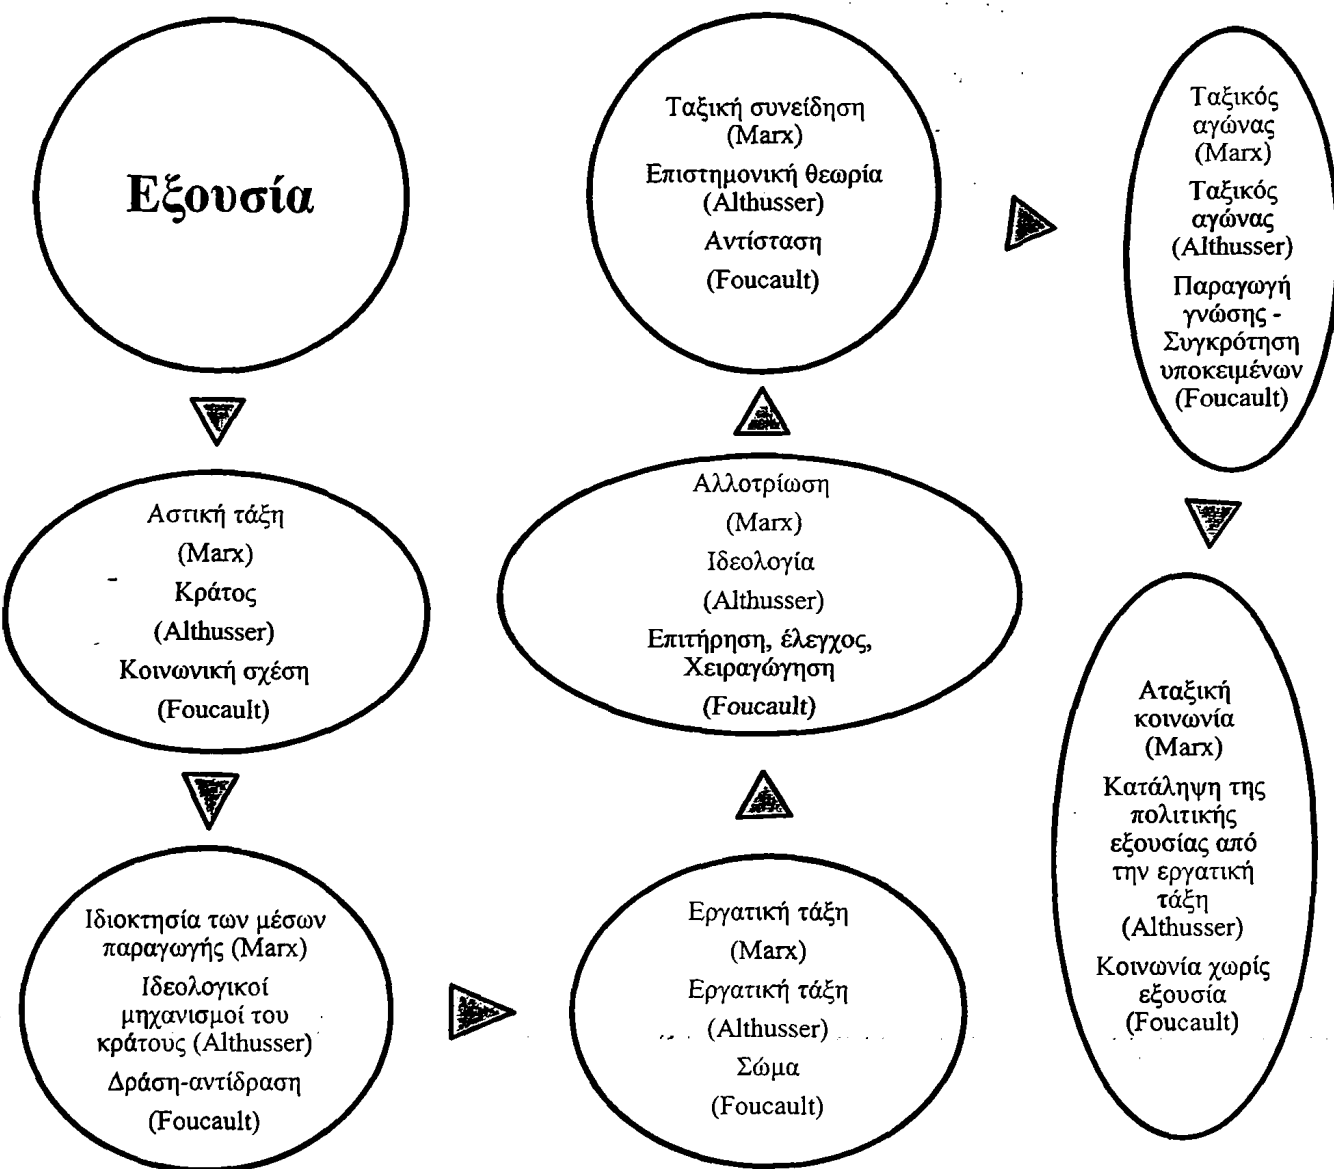 Εξουσία
Αστική τάξη
(Marx)
Κράτος
(Althusser)
Κοινωνική σχέση
(Foucault)
Ιδιοκτησία των μέσων
παραγωγής (Marx)
Ιδεολογικοί
μηχανισμοί του
κράτους (Althusser)
Δράση-αντίδραση
(Foucault)
Εργατική τάξη
(Marx)
Εργατική τάξη
(Althusser)
Σώμα
(Foucault)
Αλλοτρίωση
(Marx)
Ιδεολογία
(Althusser)
Επιτήρηση, έλεγχος,
Χειραγώγηση
(Foucault)
Ταξική συνείδηση
(Marx)
Επιστημονική θεωρία
(Althusser)
Αντίσταση
(Foucault)
Ταξικός
αγώνας
(Marx)
Ταξικός
αγώνας
(Althusser)
Παραγωγή
γνώσης -
Συγκρότηση
υποκειμένων
(Foucault)
Αταξική
κοινωνία
(Marx)
Κατάληψη της
πολιτικής
εξουσίας από
την εργατική
τάξη
(Althusser)
Κοινωνία χωρίς
εξουσία
(Foucault)